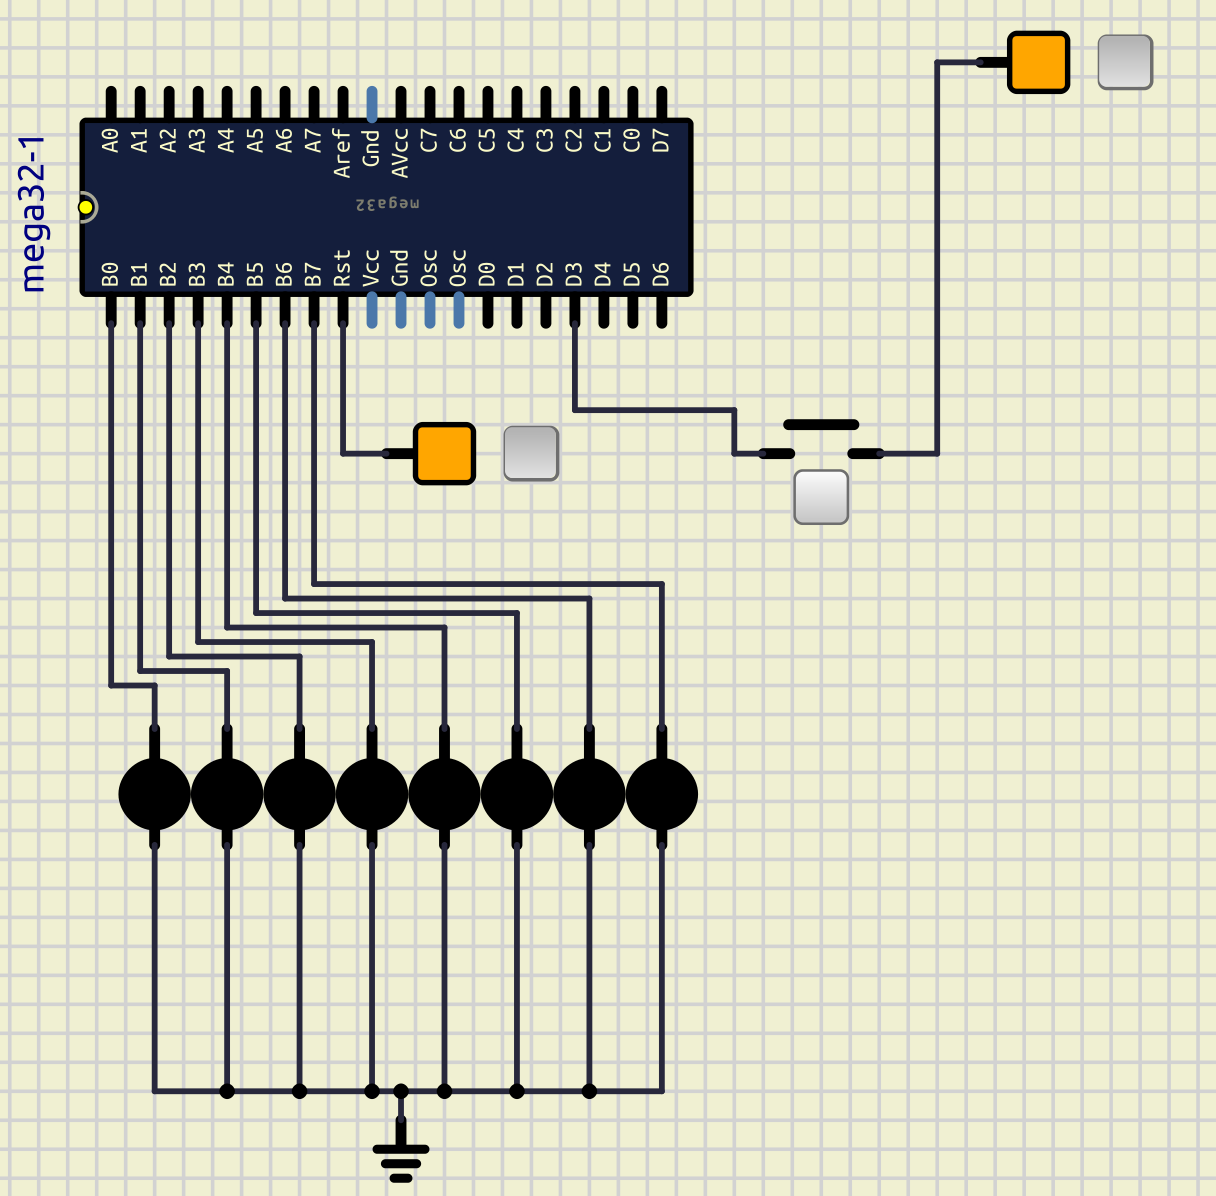 mega32-1
A0 A1 A2 A3 A4 A5 A6 A7 Aref Gnd AVcc C7 C6 C5 C4 C3 C2 C1 C0 D7
mega32
B0 B1 B2 B3 B4 B5 B6 B7 Rst Vcc Gnd Osc Osc D0 D1 D2 D3 D4 D5 D6